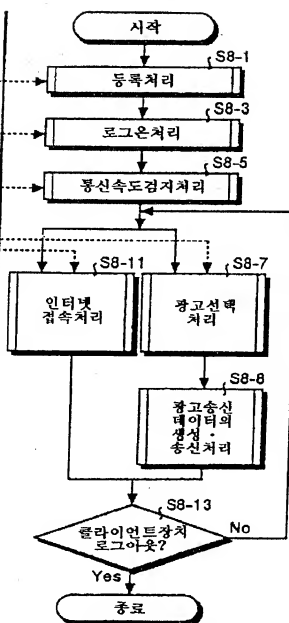 시작
S8-1
등록처리
S8-3
로그온처리
S8-5
통신속도검지처리
S8-11
S8-7
인터넷
접속처리
광고선택
처리
S8-8
광고송신
데이터의
생성·
송신처리
S8-13
클라이언트장치
로그아웃?
No
Yes
종료